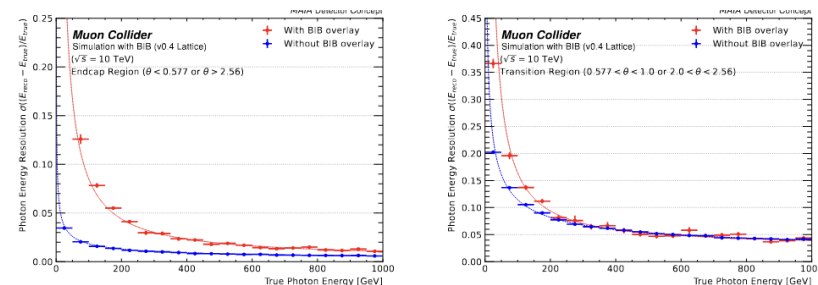 MAIA Detector Concept
Muon Collider
Simulation with BIB (v0.4 Lattice)
(√s = 10 TeV)
Endcap Region (θ < 0.577 or θ > 2.56)
With BIB overlay
Without BIB overlay
Photon Energy Resolution σ((E_reco − E_true)/E_true)
0.25
0.20
0.15
0.10
0.05
0.00
0 200 400 600 800 1000
True Photon Energy [GeV]
MAIA Detector Concept
Muon Collider
Simulation with BIB (v0.4 Lattice)
(√s = 10 TeV)
Transition Region (0.577 < θ < 1.0 or 2.0 < θ < 2.56)
With BIB overlay
Without BIB overlay
Photon Energy Resolution σ((E_reco − E_true)/E_true)
0.45
0.40
0.35
0.30
0.25
0.20
0.15
0.10
0.05
0.00
0 200 400 600 800 1000
True Photon Energy [GeV]